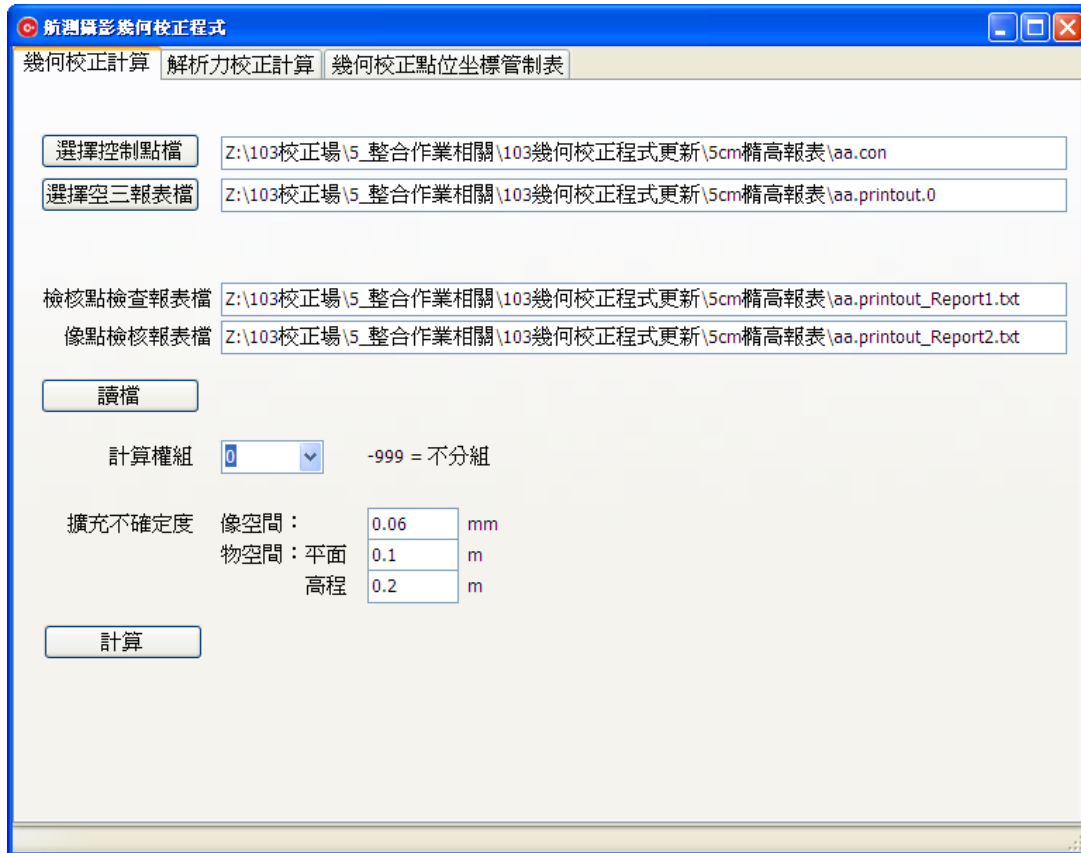 航測攝影幾何校正程式
幾何校正計算 解析力校正計算 幾何校正點位坐標管制表
選擇控制點檔 Z:\103校正場\5_整合作業相關\103幾何校正程式更新\5cm橢高報表\aa.con
選擇空三報表檔 Z:\103校正場\5_整合作業相關\103幾何校正程式更新\5cm橢高報表\aa.printout.0
檢核點檢查報表檔 Z:\103校正場\5_整合作業相關\103幾何校正程式更新\5cm橢高報表\aa.printout_Report1.txt
像點檢核報表檔 Z:\103校正場\5_整合作業相關\103幾何校正程式更新\5cm橢高報表\aa.printout_Report2.txt
讀檔
計算權組 0 -999 = 不分組
擴充不確定度 像空間： 0.06 mm
物空間：平面 0.1 m
高程 0.2 m
計算